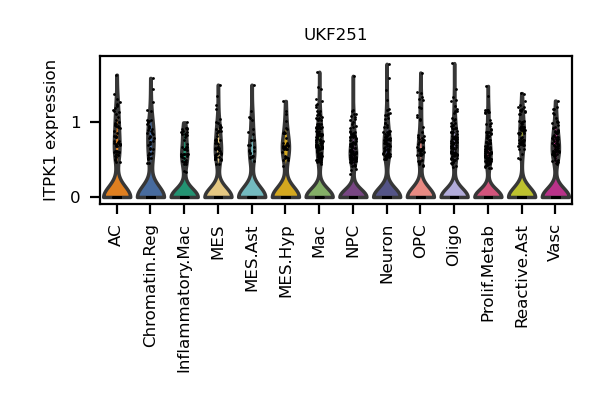 UKF251
ITPK1 expression
1
0
AC
Chromatin.Reg
Inflammatory.Mac
MES
MES.Ast
MES.Hyp
Mac
NPC
Neuron
OPC
Oligo
Prolif.Metab
Reactive.Ast
Vasc